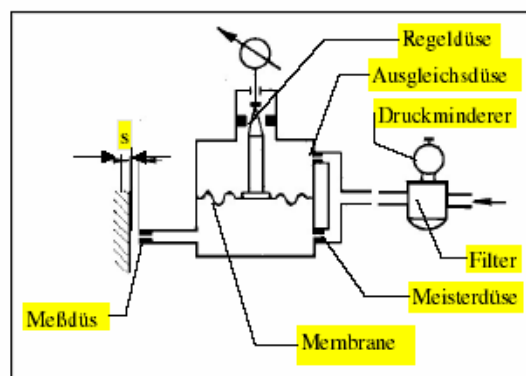 Regeldüse
Ausgleichsdüse
Druckminderer
s
Filter
Meßdüs
Meisterdüse
Membrane